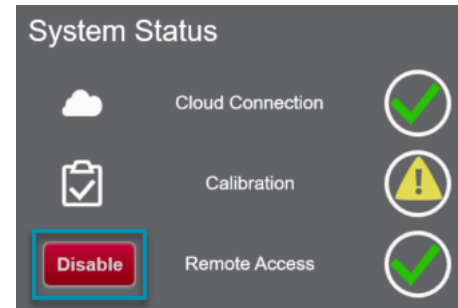 System Status
Cloud Connection
Calibration
Disable Remote Access